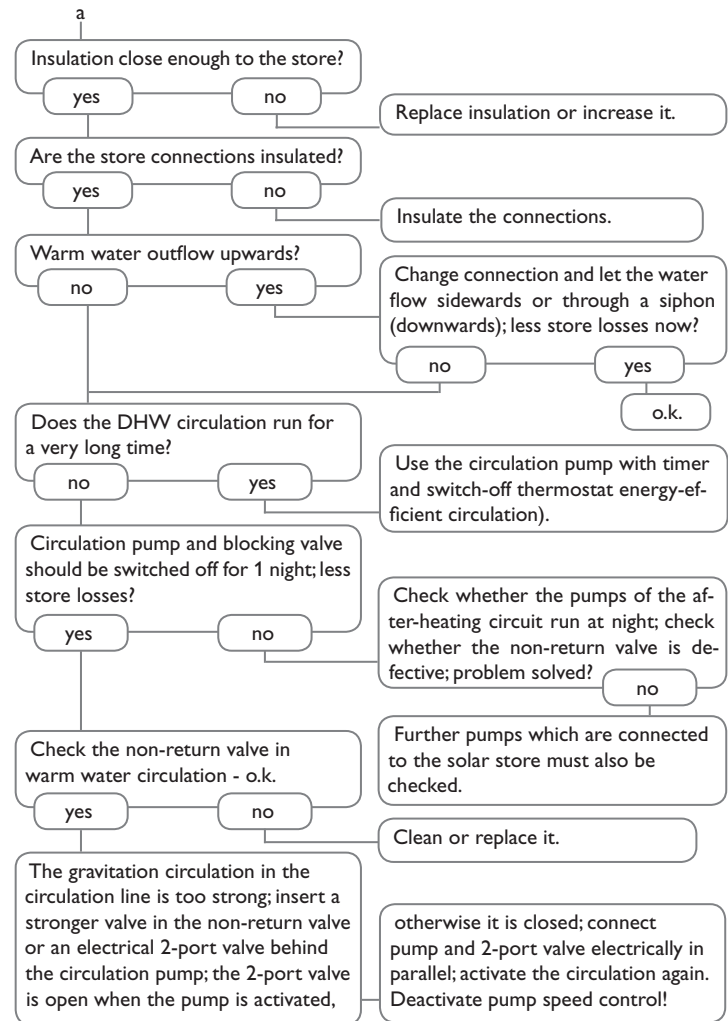 a
Insulation close enough to the store?
yes
no
Replace insulation or increase it.
Are the store connections insulated?
yes
no
Insulate the connections.
Warm water outflow upwards?
no
yes
Change connection and let the water
flow sidewards or through a siphon
(downwards); less store losses now?
no
yes
o.k.
Does the DHW circulation run for
a very long time?
no
yes
Use the circulation pump with timer
and switch-off thermostat energy-ef-
ficient circulation).
Circulation pump and blocking valve
should be switched off for 1 night; less
store losses?
yes
no
Check whether the pumps of the af-
ter-heating circuit run at night; check
whether the non-return valve is de-
fective; problem solved?
no
Further pumps which are connected
to the solar store must also be
checked.
Check the non-return valve in
warm water circulation - o.k.
yes
no
Clean or replace it.
The gravitation circulation in the
circulation line is too strong; insert a
stronger valve in the non-return valve
or an electrical 2-port valve behind
the circulation pump; the 2-port valve
is open when the pump is activated,
otherwise it is closed; connect
pump and 2-port valve electrically in
parallel; activate the circulation again.
Deactivate pump speed control!